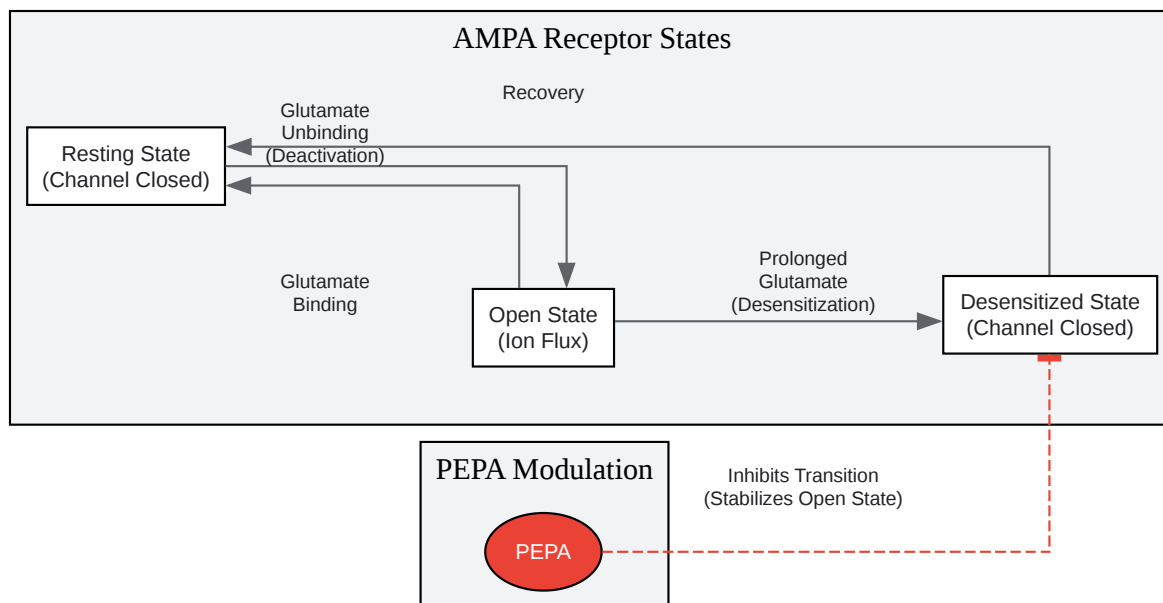 AMPA Receptor States
Recovery
Glutamate
Unbinding
(Deactivation)
Resting State
(Channel Closed)
Glutamate
Binding
Open State
(Ion Flux)
Prolonged
Glutamate
(Desensitization)
Desensitized State
(Channel Closed)
PEPA Modulation
PEPA
Inhibits Transition
(Stabilizes Open State)